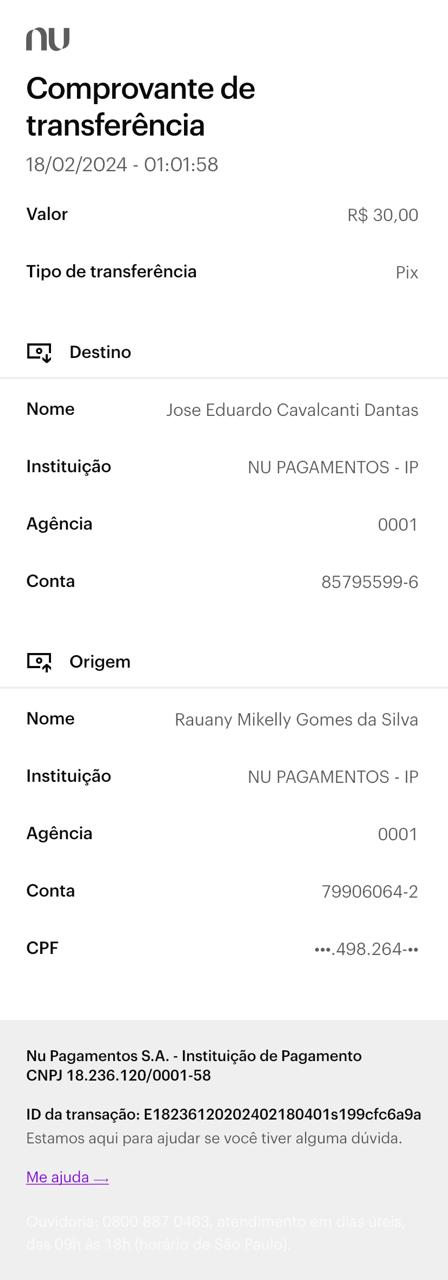 nu
Comprovante de
transferência
18/02/2024 - 01:01:58
Valor R$ 30,00
Tipo de transferência Pix
Destino
Nome Jose Eduardo Cavalcanti Dantas
Instituição NU PAGAMENTOS - IP
Agência 0001
Conta 85795599-6
Origem
Nome Rauany Mikelly Gomes da Silva
Instituição NU PAGAMENTOS - IP
Agência 0001
Conta 79906064-2
CPF •••.498.264-••
Nu Pagamentos S.A. - Instituição de Pagamento
CNPJ 18.236.120/0001-58
ID da transação: E18236120202402180401s199cfc6a9a
Estamos aqui para ajudar se você tiver alguma dúvida.
Me ajuda →
Ouvidoria: 0800 887 0463, atendimento em dias úteis,
das 09h às 18h (horário de São Paulo).